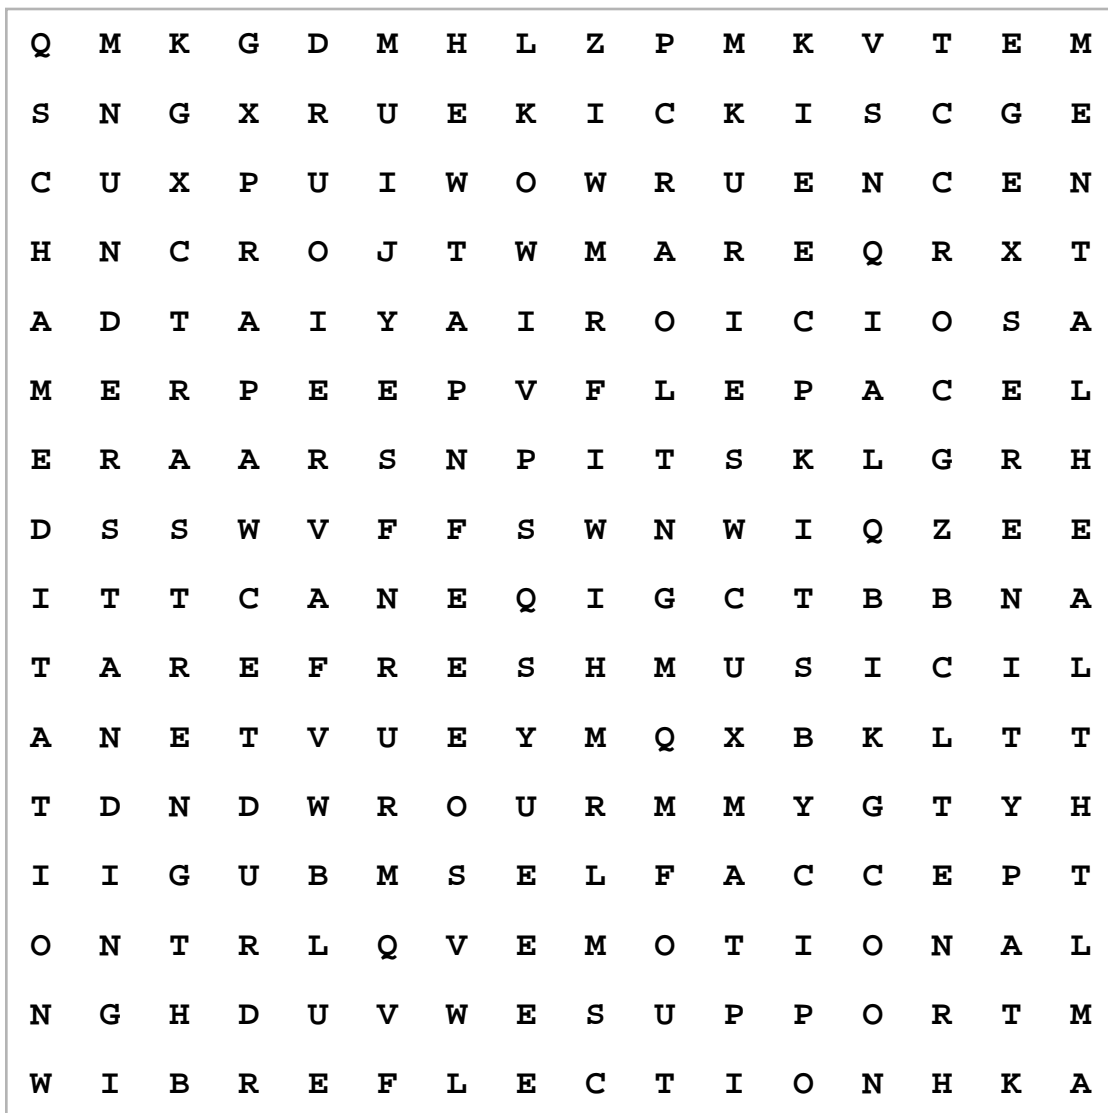 Q M K G D M H L Z P M K V T E M
S N G X R U E K I C K I S C G E
C U X P U I W O W R U E N C E N
H N C R O J T W M A R E Q R X T
A D T A I Y A I R O I C I O S A
M E R P E E P V F L E P A C E L
E R A A R S N P I T S K L G R H
D S S W V F F S W N W I Q Z E E
I T T C A N E Q I G C T B B N A
T A R E F R E S H M U S I C I L
A N E T V U E Y M Q X B K L T T
T D N D W R O U R M M Y G T Y H
I I G U B M S E L F A C C E P T
O N T R L Q V E M O T I O N A L
N G H D U V W E S U P P O R T M
W I B R E F L E C T I O N H K A